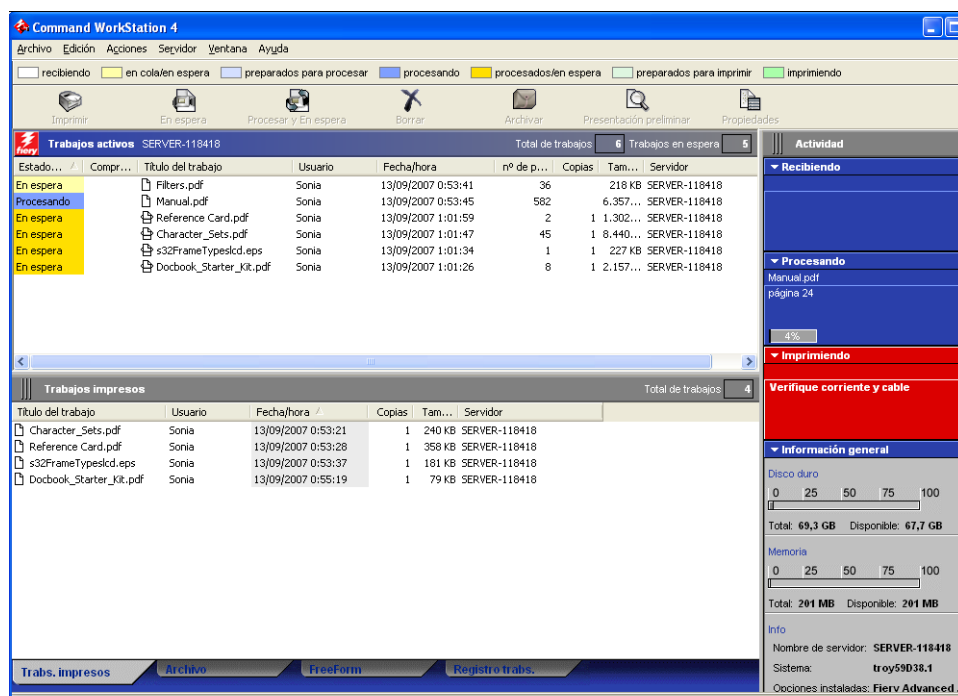 Command WorkStation 4
Archivo Edición Acciones Servidor Ventana Ayuda
recibiendo en cola/en espera preparados para procesar procesando procesados/en espera preparados para imprimir imprimiendo
Imprimir En espera Procesar y En espera Borrar Archivar Presentación preliminar Propiedades
fiery Trabajos activos SERVER-118418 Total de trabajos 6 Trabajos en espera 5
Estado... Compr... Título del trabajo Usuario Fecha/hora nº de p... Copias Tam... Servidor
En espera Filters.pdf Sonia 13/09/2007 0:53:41 36 218 KB SERVER-118418
Procesando Manual.pdf Sonia 13/09/2007 0:53:45 582 6.357... SERVER-118418
En espera Reference Card.pdf Sonia 13/09/2007 1:01:59 2 1 1.302... SERVER-118418
En espera Character_Sets.pdf Sonia 13/09/2007 1:01:47 45 1 8.440... SERVER-118418
En espera s32FrameTypeslcd.eps Sonia 13/09/2007 1:01:34 1 1 227 KB SERVER-118418
En espera Docbook_Starter_Kit.pdf Sonia 13/09/2007 1:01:26 8 1 2.157... SERVER-118418
Trabajos impresos Total de trabajos 4
Título del trabajo Usuario Fecha/hora Copias Tam... Servidor
Character_Sets.pdf Sonia 13/09/2007 0:53:21 1 240 KB SERVER-118418
Reference Card.pdf Sonia 13/09/2007 0:53:28 1 358 KB SERVER-118418
s32FrameTypeslcd.eps Sonia 13/09/2007 0:53:37 1 181 KB SERVER-118418
Docbook_Starter_Kit.pdf Sonia 13/09/2007 0:55:19 1 79 KB SERVER-118418
Trabs. impresos Archivo FreeForm Registro trabs.
Actividad
Recibiendo
Procesando
Manual.pdf
página 24
4%
Imprimiendo
Verifique corriente y cable
Información general
Disco duro
0 25 50 75 100
Total: 69,3 GB Disponible: 67,7 GB
Memoria
0 25 50 75 100
Total: 201 MB Disponible: 201 MB
Info
Nombre de servidor: SERVER-118418
Sistema: troy59D38.1
Opciones instaladas: Fiery Advanced